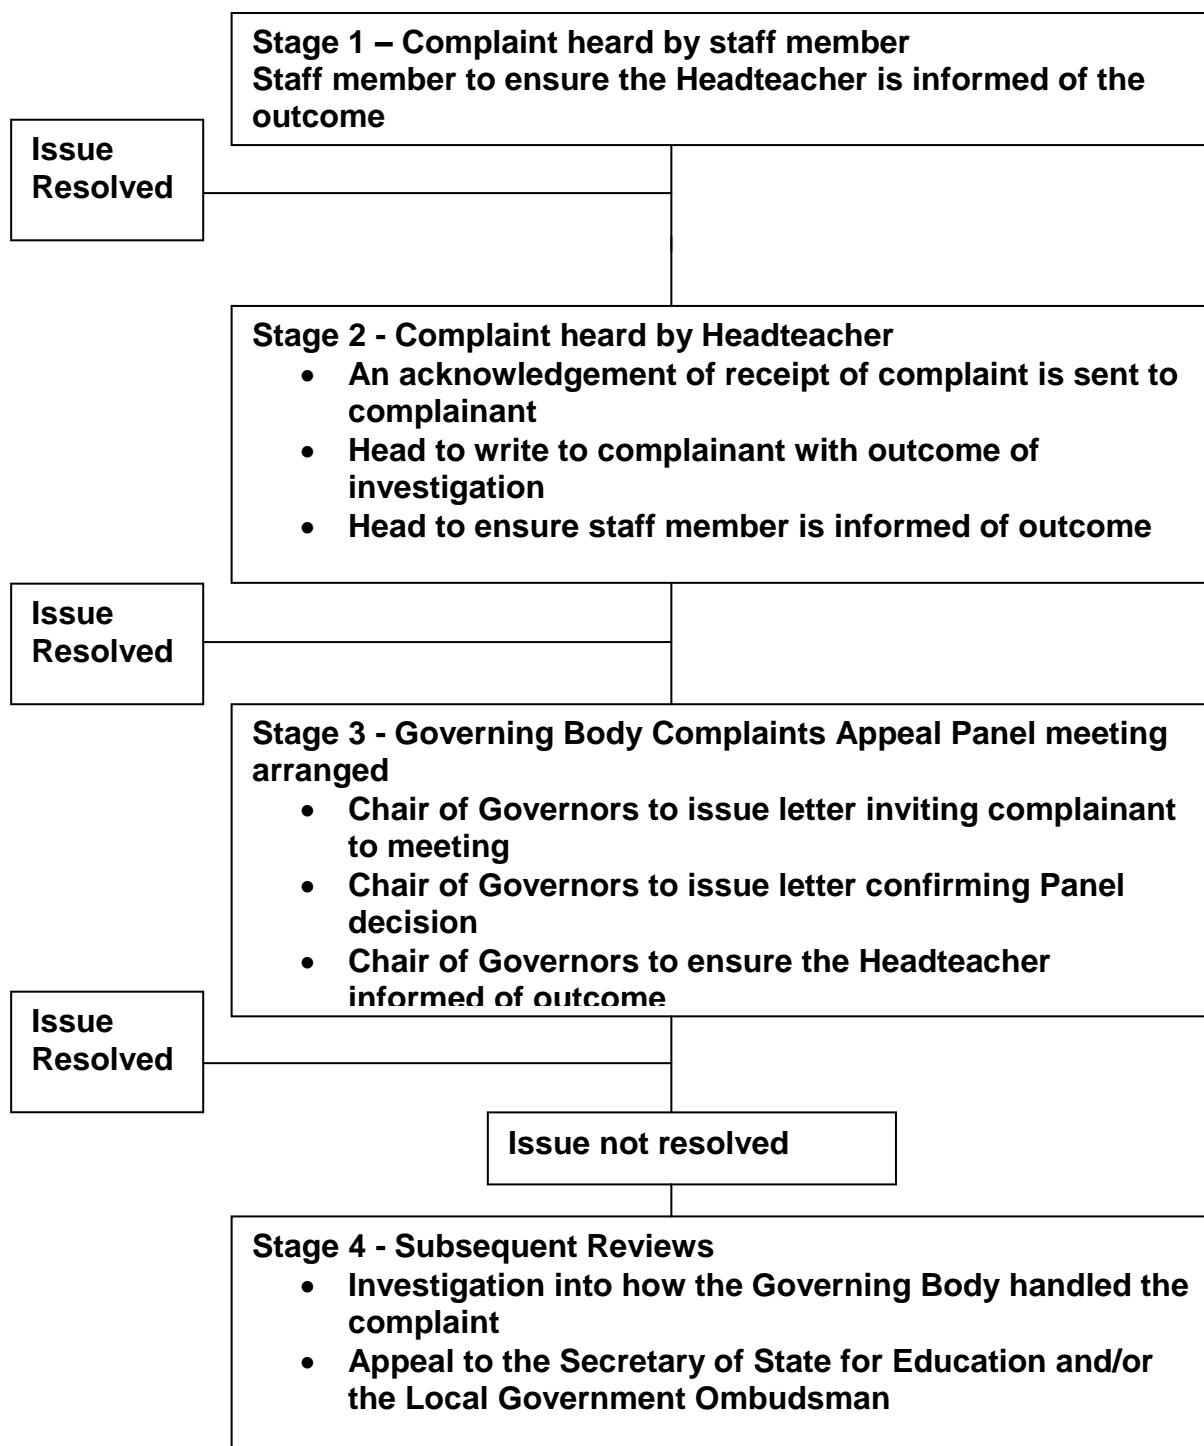 Stage 1 – Complaint heard by staff member
Staff member to ensure the Headteacher is informed of the
outcome
Issue
Resolved
Stage 2 - Complaint heard by Headteacher
• An acknowledgement of receipt of complaint is sent to
complainant
• Head to write to complainant with outcome of
investigation
• Head to ensure staff member is informed of outcome
Issue
Resolved
Stage 3 - Governing Body Complaints Appeal Panel meeting
arranged
• Chair of Governors to issue letter inviting complainant
to meeting
• Chair of Governors to issue letter confirming Panel
decision
• Chair of Governors to ensure the Headteacher
informed of outcome
Issue
Resolved
Issue not resolved
Stage 4 - Subsequent Reviews
• Investigation into how the Governing Body handled the
complaint
• Appeal to the Secretary of State for Education and/or
the Local Government Ombudsman